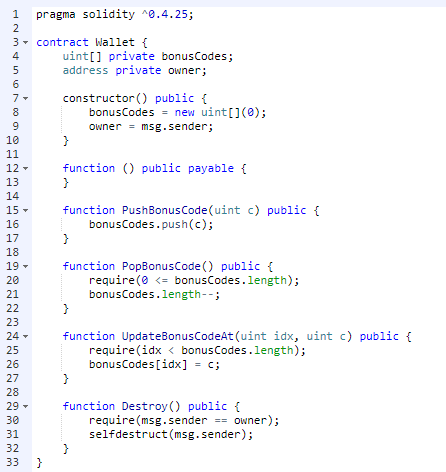 1 pragma solidity ^0.4.25;
2
3 contract Wallet {
4     uint[] private bonusCodes;
5     address private owner;
6
7     constructor() public {
8         bonusCodes = new uint[](0);
9         owner = msg.sender;
10     }
11
12     function () public payable {
13     }
14
15     function PushBonusCode(uint c) public {
16         bonusCodes.push(c);
17     }
18
19     function PopBonusCode() public {
20         require(0 <= bonusCodes.length);
21         bonusCodes.length--;
22     }
23
24     function UpdateBonusCodeAt(uint idx, uint c) public {
25         require(idx < bonusCodes.length);
26         bonusCodes[idx] = c;
27     }
28
29     function Destroy() public {
30         require(msg.sender == owner);
31         selfdestruct(msg.sender);
32     }
33 }